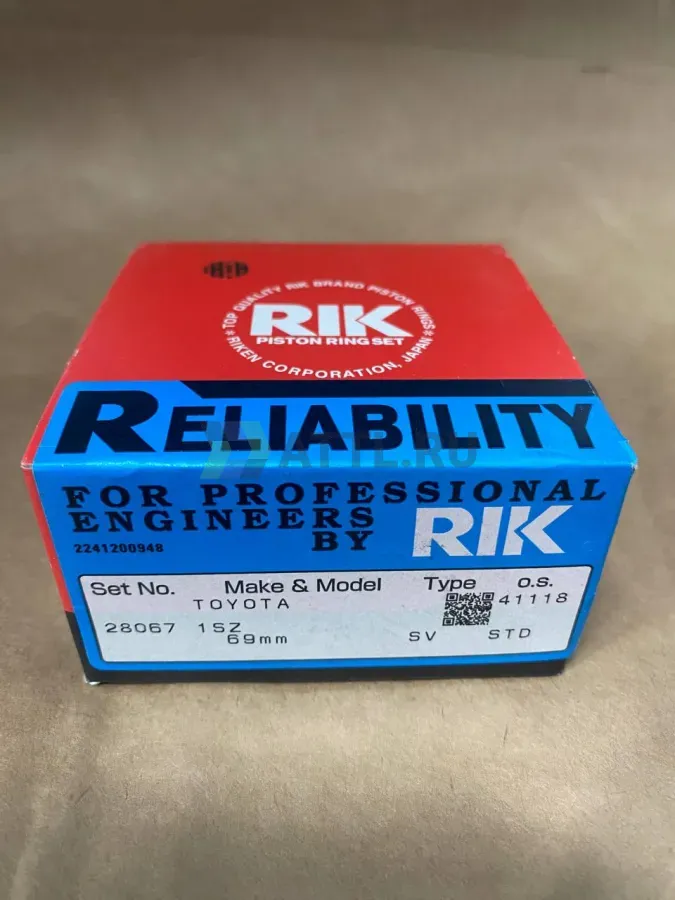 TOP QUALITY RIK BRAND PISTON RINGS
RIK
PISTON RING SET
* RIKEN CORPORATION, JAPAN *
RELIABILITY
ATTL.RU
FOR PROFESSIONAL
ENGINEERS
BY RIK
2241200948
Set No. Make & Model Type o.s.
TOYOTA 41118
28067 1SZ
69mm SV STD